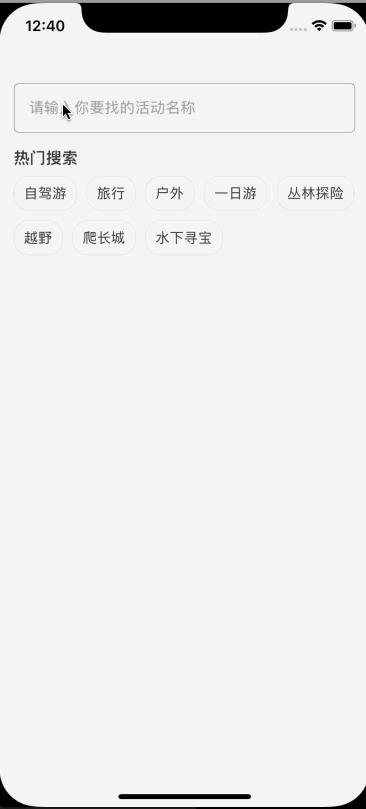 12:40
请输入你要找的活动名称
热门搜索
自驾游 旅行 户外 一日游 丛林探险
越野 爬长城 水下寻宝